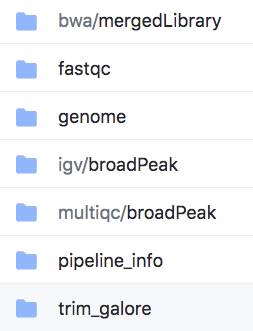 bwa/mergedLibrary
fastqc
genome
igv/broadPeak
multiqc/broadPeak
pipeline_info
trim_galore